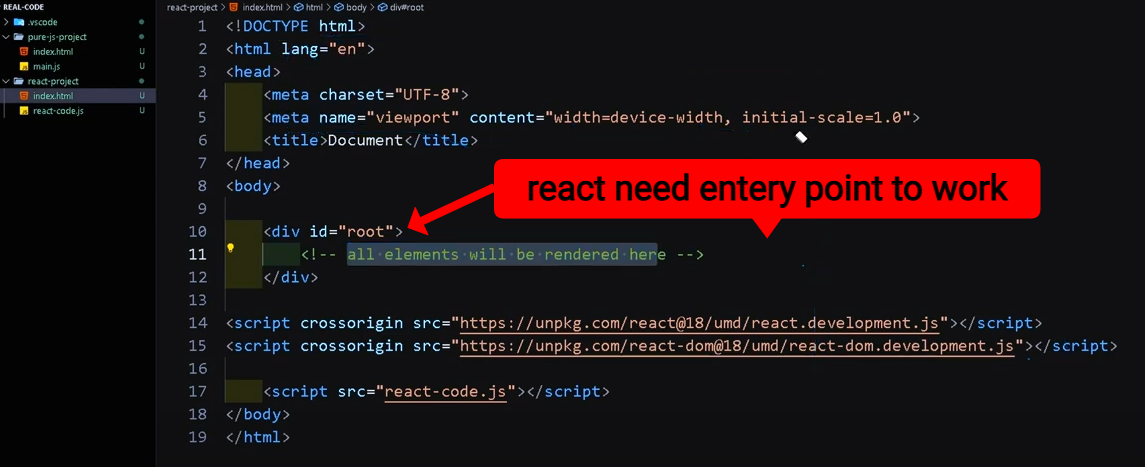 REAL-CODE
.vscode
pure-js-project
index.html U
main.js U
react-project
index.html U
react-code.js U
react-project > index.html > html > body > div#root
1 <!DOCTYPE html>
2 <html lang="en">
3 <head>
4 <meta charset="UTF-8">
5 <meta name="viewport" content="width=device-width, initial-scale=1.0">
6 <title>Document</title>
7 </head>
8 <body>
react need entery point to work
9
10 <div id="root">
11 <!-- all elements will be rendered here -->
12 </div>
13
14 <script crossorigin src="https://unpkg.com/react@18/umd/react.development.js"></script>
15 <script crossorigin src="https://unpkg.com/react-dom@18/umd/react-dom.development.js"></script>
16
17 <script src="react-code.js"></script>
18 </body>
19 </html>